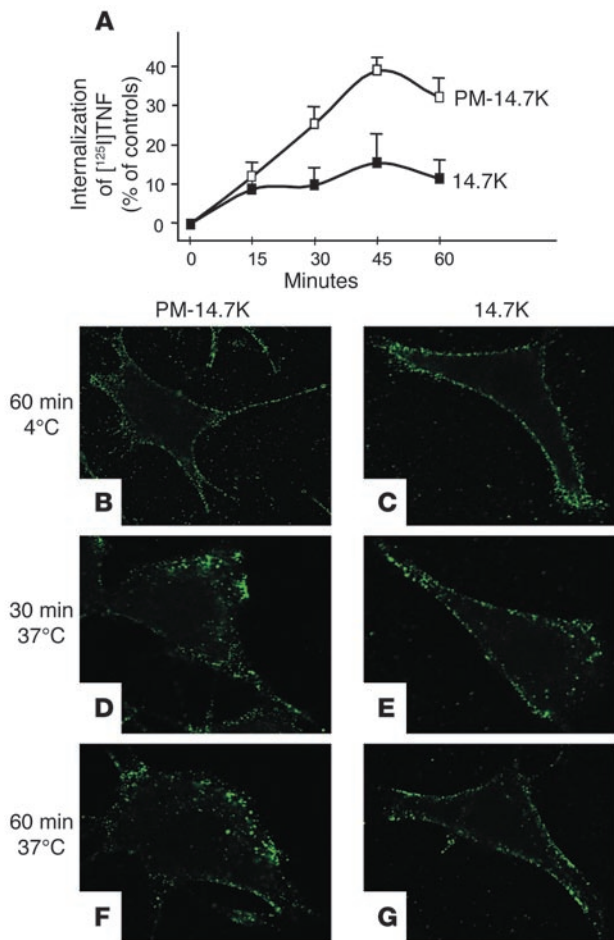 A
Internalization
of [¹²⁵I]TNF
(% of controls)
40
30
20
10
0
PM-14.7K
14.7K
0 15 30 45 60
Minutes
PM-14.7K 14.7K
60 min
4°C
B
C
30 min
37°C
D
E
60 min
37°C
F
G